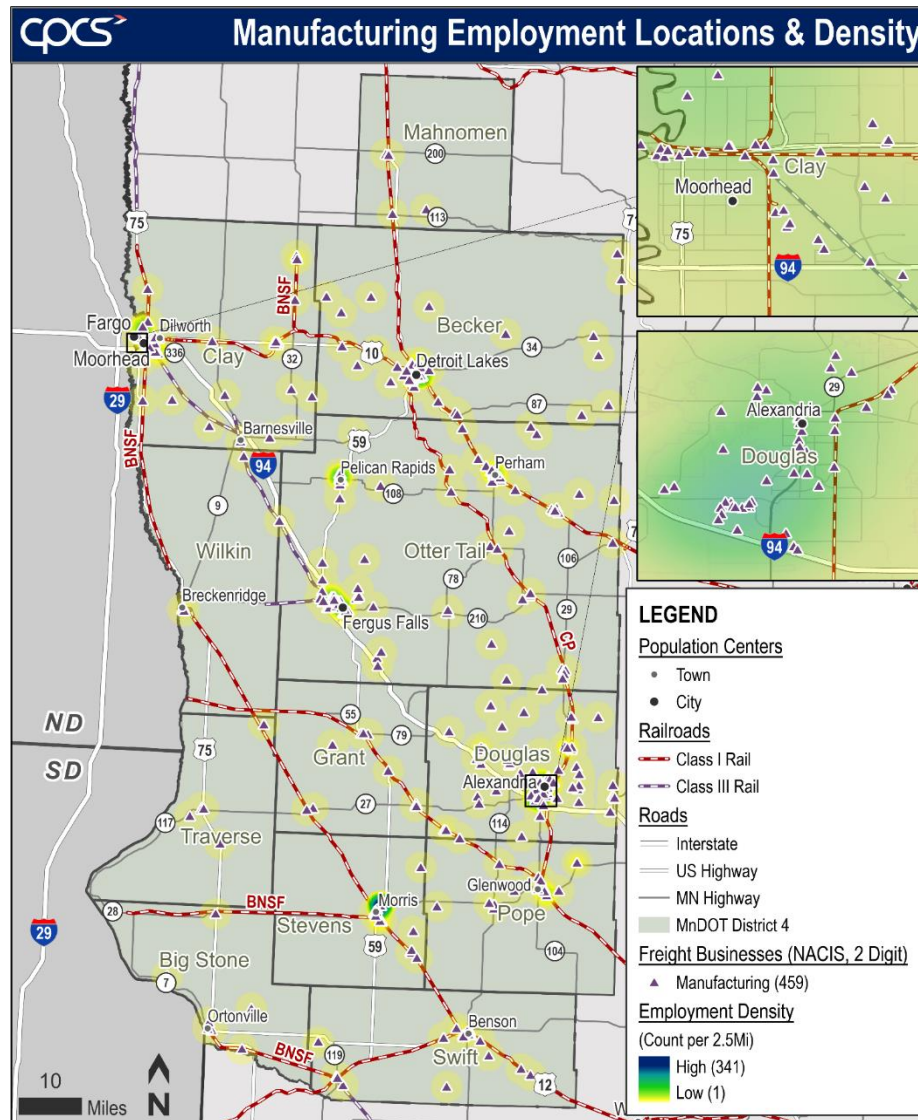 CPCS
Manufacturing Employment Locations & Density
Mahnomen
200
113
75
BNSF
Fargo
Dilworth
Moorhead
336
Clay
32
10
Becker
34
Detroit Lakes
29
87
BNSF
Barnesville
59
94
Pelican Rapids
108
Perham
9
Wilkin
Otter Tail
106
78
Breckenridge
210
Fergus Falls
29
CP
ND
SD
55
79
75
Grant
Douglas
Alexandria
27
114
117
Traverse
Glenwood
Morris
28
BNSF
Stevens
Pope
29
59
104
Big Stone
7
Ortonville
Benson
119
BNSF
Swift
12
10
Miles
N
Clay
Moorhead
75
94
29
Alexandria
Douglas
94
LEGEND
Population Centers
Town
City
Railroads
Class I Rail
Class III Rail
Roads
Interstate
US Highway
MN Highway
MnDOT District 4
Freight Businesses (NACIS, 2 Digit)
Manufacturing (459)
Employment Density
(Count per 2.5Mi)
High (341)
Low (1)